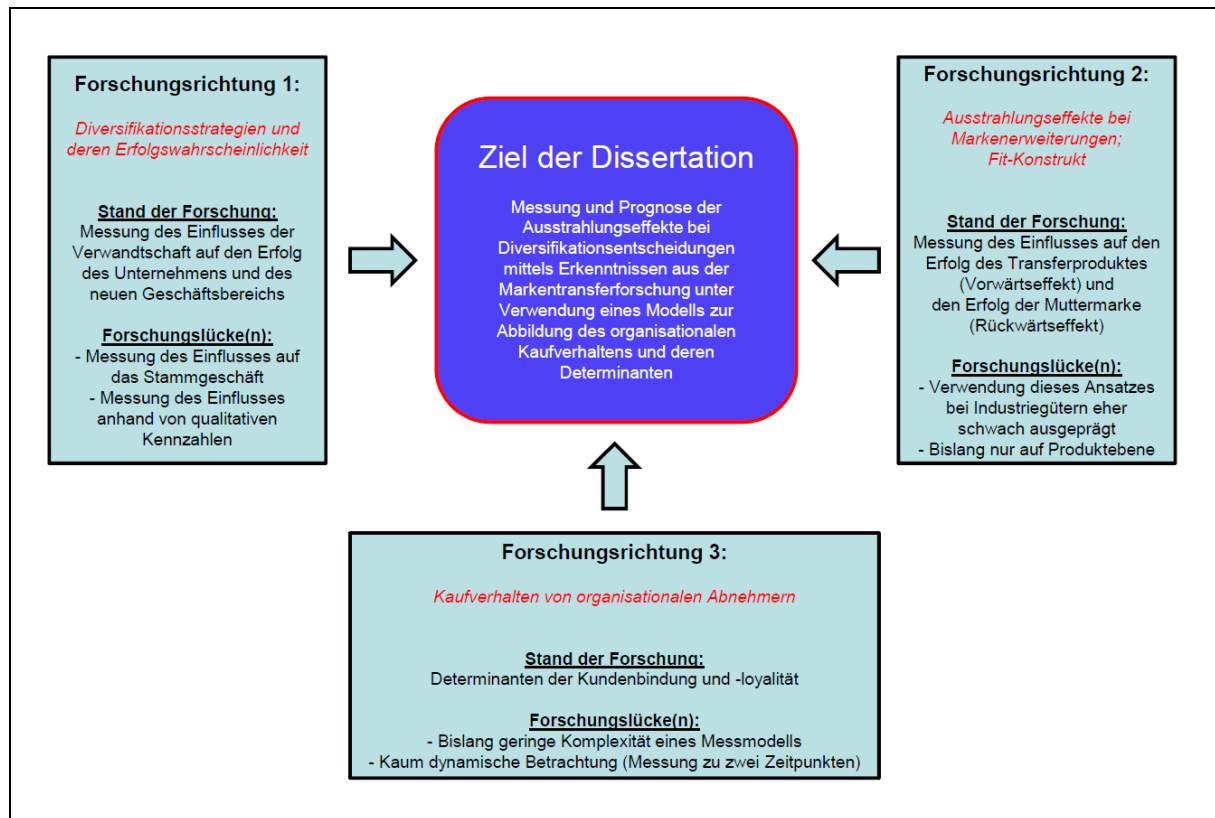 Forschungsrichtung 1:
Diversifikationsstrategien und
deren Erfolgswahrscheinlichkeit
Stand der Forschung:
Messung des Einflusses der
Verwandtschaft auf den Erfolg
des Unternehmens und des
neuen Geschäftsbereichs
Forschungslücke(n):
- Messung des Einflusses auf
das Stammgeschäft
- Messung des Einflusses
anhand von qualitativen
Kennzahlen
Ziel der Dissertation
Messung und Prognose der
Ausstrahlungseffekte bei
Diversifikationsentscheidungen
mittels Erkenntnissen aus der
Markentransferforschung unter
Verwendung eines Modells zur
Abbildung des organisationalen
Kaufverhaltens und deren
Determinanten
Forschungsrichtung 2:
Ausstrahlungseffekte bei
Markenerweiterungen;
Fit-Konstrukt
Stand der Forschung:
Messung des Einflusses auf den
Erfolg des Transferproduktes
(Vorwärtseffekt) und
den Erfolg der Muttermarke
(Rückwärtseffekt)
Forschungslücke(n):
- Verwendung dieses Ansatzes
bei Industriegütern eher
schwach ausgeprägt
- Bislang nur auf Produktebene
Forschungsrichtung 3:
Kaufverhalten von organisationalen Abnehmern
Stand der Forschung:
Determinanten der Kundenbindung und -loyalität
Forschungslücke(n):
- Bislang geringe Komplexität eines Messmodells
- Kaum dynamische Betrachtung (Messung zu zwei Zeitpunkten)